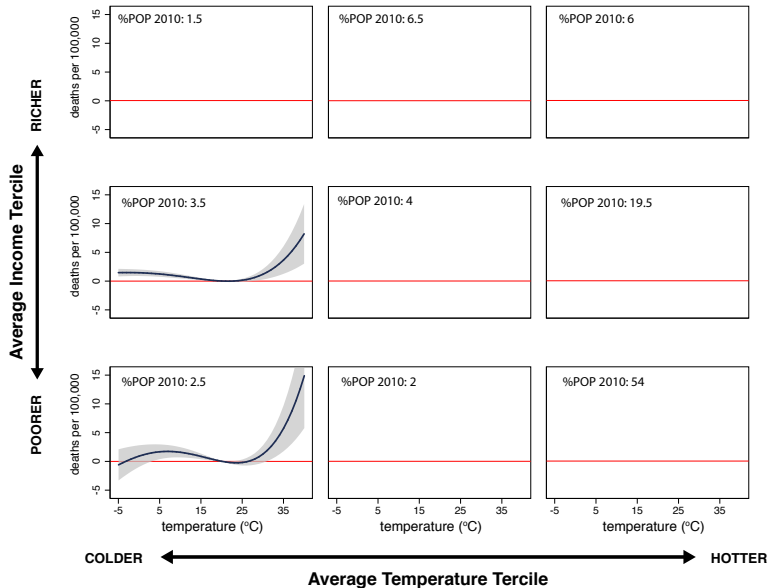 %POP 2010: 1.5
%POP 2010: 6.5
%POP 2010: 6
15
10
5
0
-5
deaths per 100,000
RICHER
%POP 2010: 3.5
%POP 2010: 4
%POP 2010: 19.5
15
10
5
0
-5
deaths per 100,000
Average Income Tercile
%POP 2010: 2.5
%POP 2010: 2
%POP 2010: 54
15
10
5
0
-5
deaths per 100,000
POORER
-5 5 15 25 35
-5 5 15 25 35
-5 5 15 25 35
temperature (°C)
temperature (°C)
temperature (°C)
COLDER
HOTTER
Average Temperature Tercile